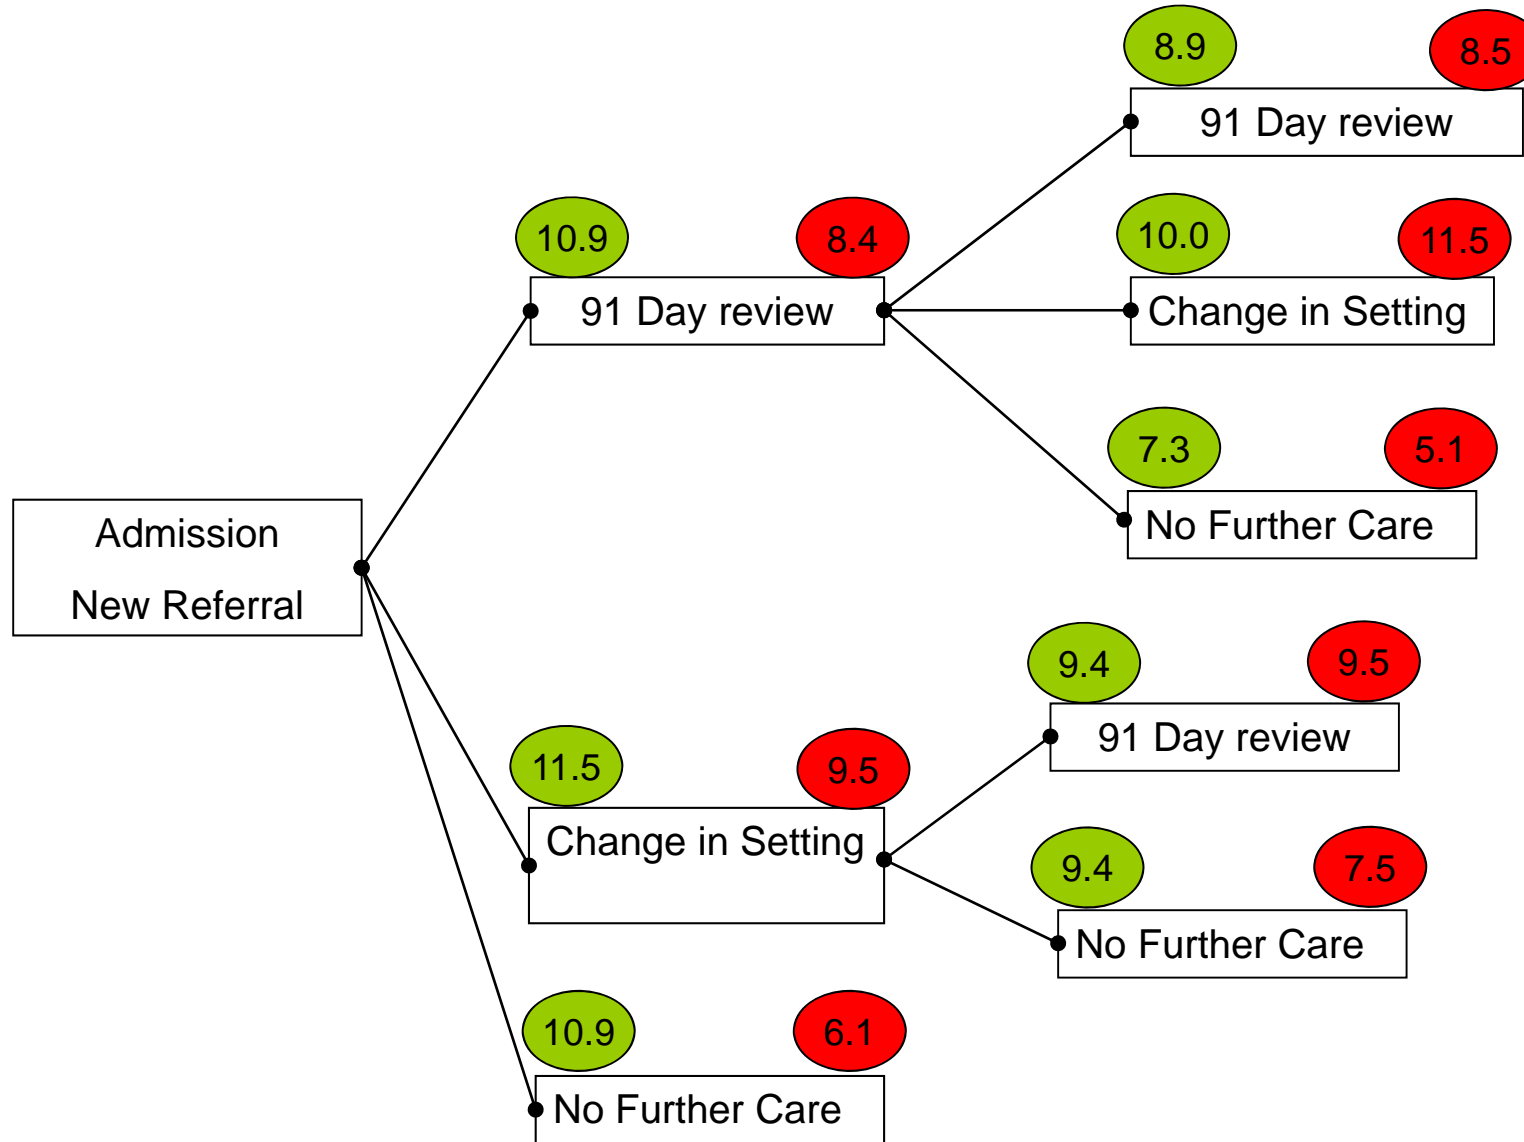 8.9
8.5
91 Day review
10.9
8.4
10.0
11.5
91 Day review
Change in Setting
7.3
5.1
Admission
New Referral
No Further Care
9.4
9.5
91 Day review
11.5
9.5
Change in Setting
9.4
7.5
No Further Care
10.9
6.1
No Further Care